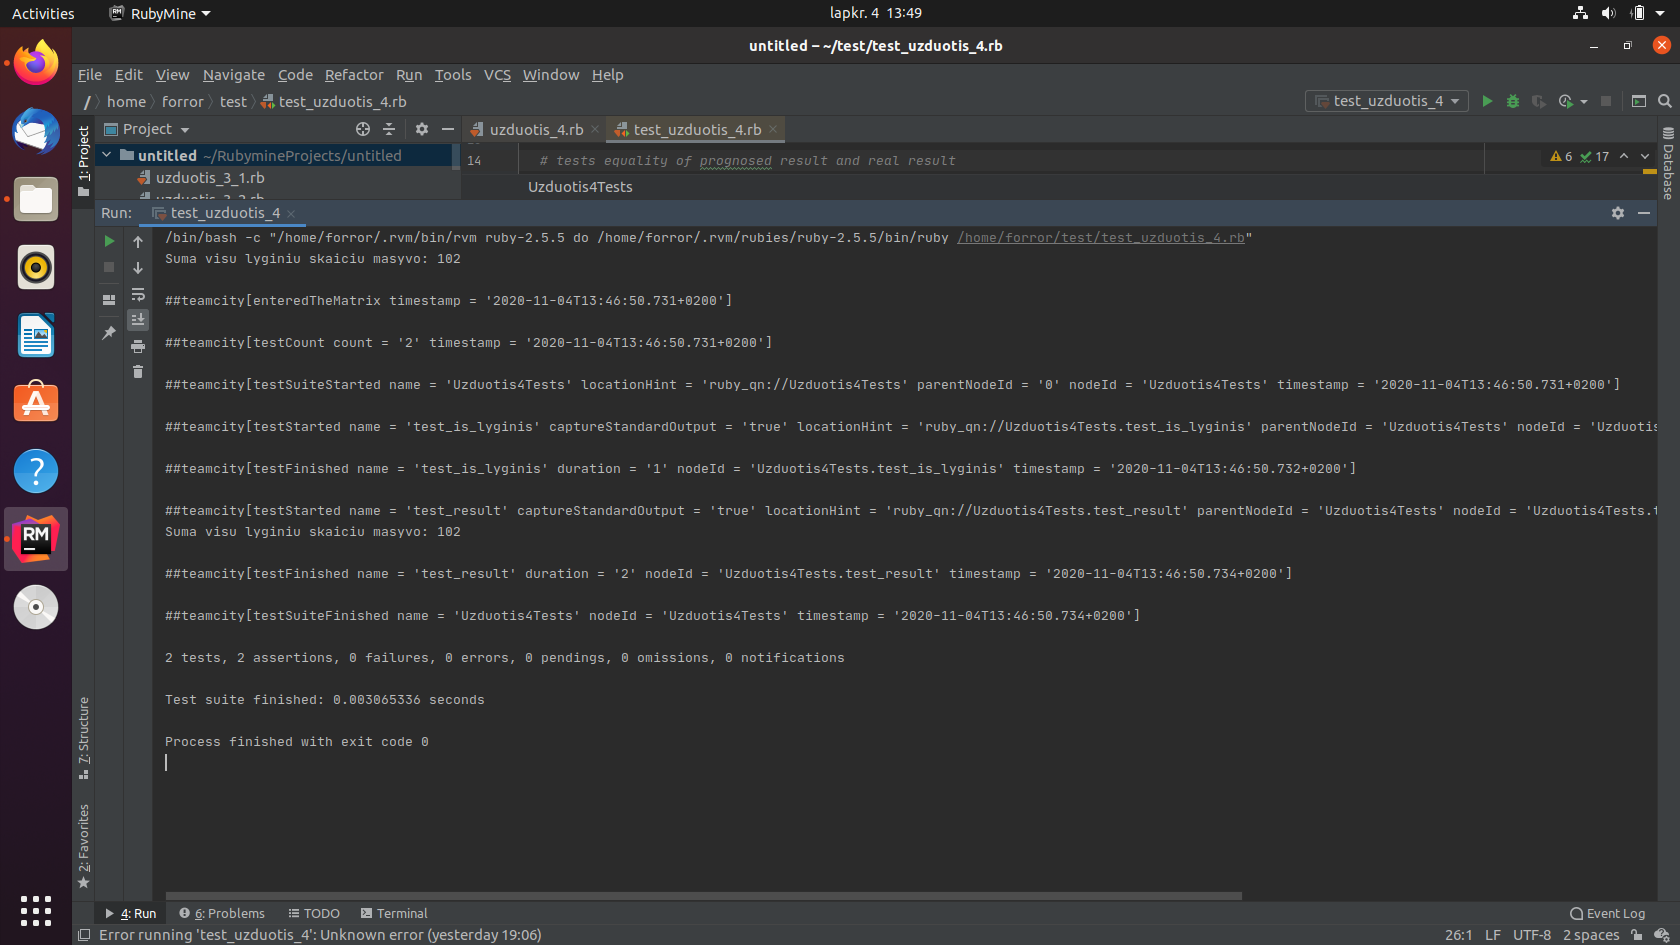 Activities RubyMine lapkr. 4 13:49
untitled – ~/test/test_uzduotis_4.rb
File Edit View Navigate Code Refactor Run Tools VCS Window Help
/ home forror test test_uzduotis_4.rb test_uzduotis_4
1: Project Project uzduotis_4.rb test_uzduotis_4.rb Database
untitled ~/RubymineProjects/untitled 14 # tests equality of prognosed result and real result 6 17
uzduotis_3_1.rb Uzduotis4Tests
Run: test_uzduotis_4
/bin/bash -c "/home/forror/.rvm/bin/rvm ruby-2.5.5 do /home/forror/.rvm/rubies/ruby-2.5.5/bin/ruby /home/forror/test/test_uzduotis_4.rb"
Suma visu lyginiu skaiciu masyvo: 102
##teamcity[enteredTheMatrix timestamp = '2020-11-04T13:46:50.731+0200']
##teamcity[testCount count = '2' timestamp = '2020-11-04T13:46:50.731+0200']
##teamcity[testSuiteStarted name = 'Uzduotis4Tests' locationHint = 'ruby_qn://Uzduotis4Tests' parentNodeId = '0' nodeId = 'Uzduotis4Tests' timestamp = '2020-11-04T13:46:50.731+0200']
##teamcity[testStarted name = 'test_is_lyginis' captureStandardOutput = 'true' locationHint = 'ruby_qn://Uzduotis4Tests.test_is_lyginis' parentNodeId = 'Uzduotis4Tests' nodeId = 'Uzduotis
##teamcity[testFinished name = 'test_is_lyginis' duration = '1' nodeId = 'Uzduotis4Tests.test_is_lyginis' timestamp = '2020-11-04T13:46:50.732+0200']
##teamcity[testStarted name = 'test_result' captureStandardOutput = 'true' locationHint = 'ruby_qn://Uzduotis4Tests.test_result' parentNodeId = 'Uzduotis4Tests' nodeId = 'Uzduotis4Tests.t
Suma visu lyginiu skaiciu masyvo: 102
##teamcity[testFinished name = 'test_result' duration = '2' nodeId = 'Uzduotis4Tests.test_result' timestamp = '2020-11-04T13:46:50.734+0200']
##teamcity[testSuiteFinished name = 'Uzduotis4Tests' nodeId = 'Uzduotis4Tests' timestamp = '2020-11-04T13:46:50.734+0200']
2 tests, 2 assertions, 0 failures, 0 errors, 0 pendings, 0 omissions, 0 notifications
Test suite finished: 0.003065336 seconds
Process finished with exit code 0
RM
7: Structure
2: Favorites
4: Run 6: Problems TODO Terminal Event Log
Error running 'test_uzduotis_4': Unknown error (yesterday 19:06) 26:1 LF UTF-8 2 spaces